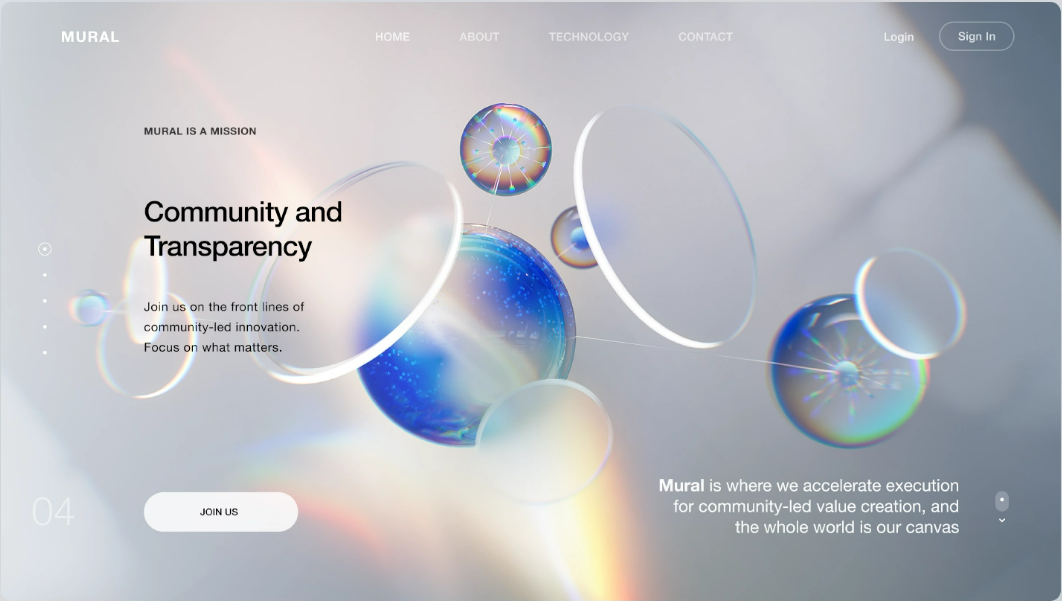 MURAL
HOME
ABOUT
TECHNOLOGY
CONTACT
Login
Sign In
MURAL IS A MISSION
Community and
Transparency
Join us on the front lines of
community-led innovation.
Focus on what matters.
04
JOIN US
Mural is where we accelerate execution
for community-led value creation, and
the whole world is our canvas